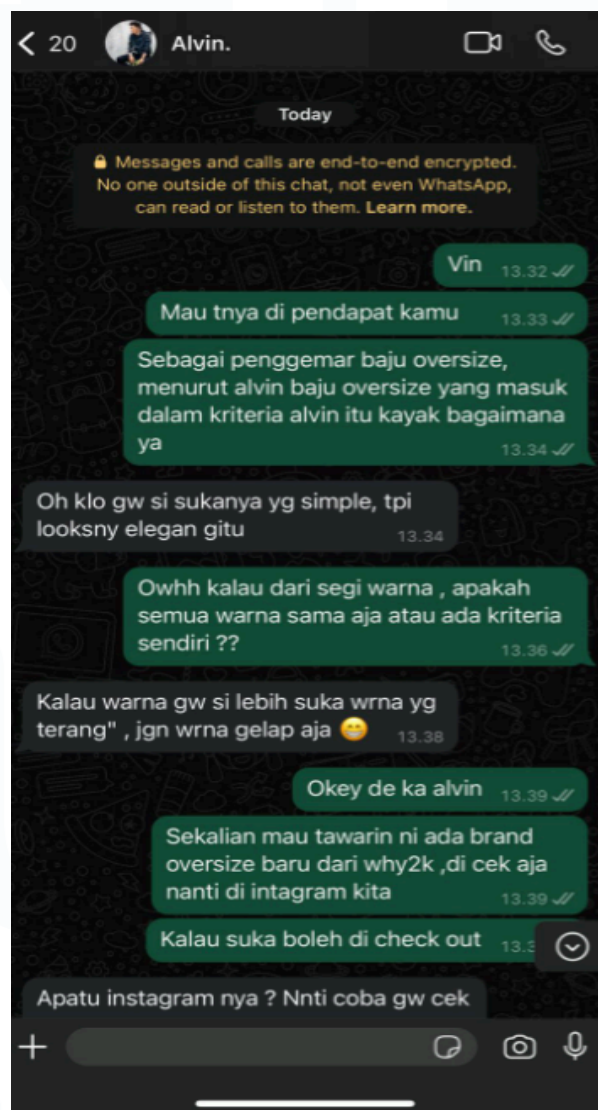 20 Alvin.
Today
Messages and calls are end-to-end encrypted.
No one outside of this chat, not even WhatsApp,
can read or listen to them. Learn more.
Vin 13.32
Mau tnya di pendapat kamu 13.33
Sebagai penggemar baju oversize,
menurut alvin baju oversize yang masuk
dalam kriteria alvin itu kayak bagaimana
ya 13.34
Oh klo gw si sukanya yg simple, tpi
looksny elegan gitu 13.34
Owhh kalau dari segi warna , apakah
semua warna sama aja atau ada kriteria
sendiri ?? 13.36
Kalau warna gw si lebih suka wrna yg
terang" , jgn wrna gelap aja 😁 13.38
Okey de ka alvin 13.39
Sekalian mau tawarin ni ada brand
oversize baru dari why2k ,di cek aja
nanti di intagram kita 13.39
Kalau suka boleh di check out
Apatu instagram nya ? Nnti coba gw cek